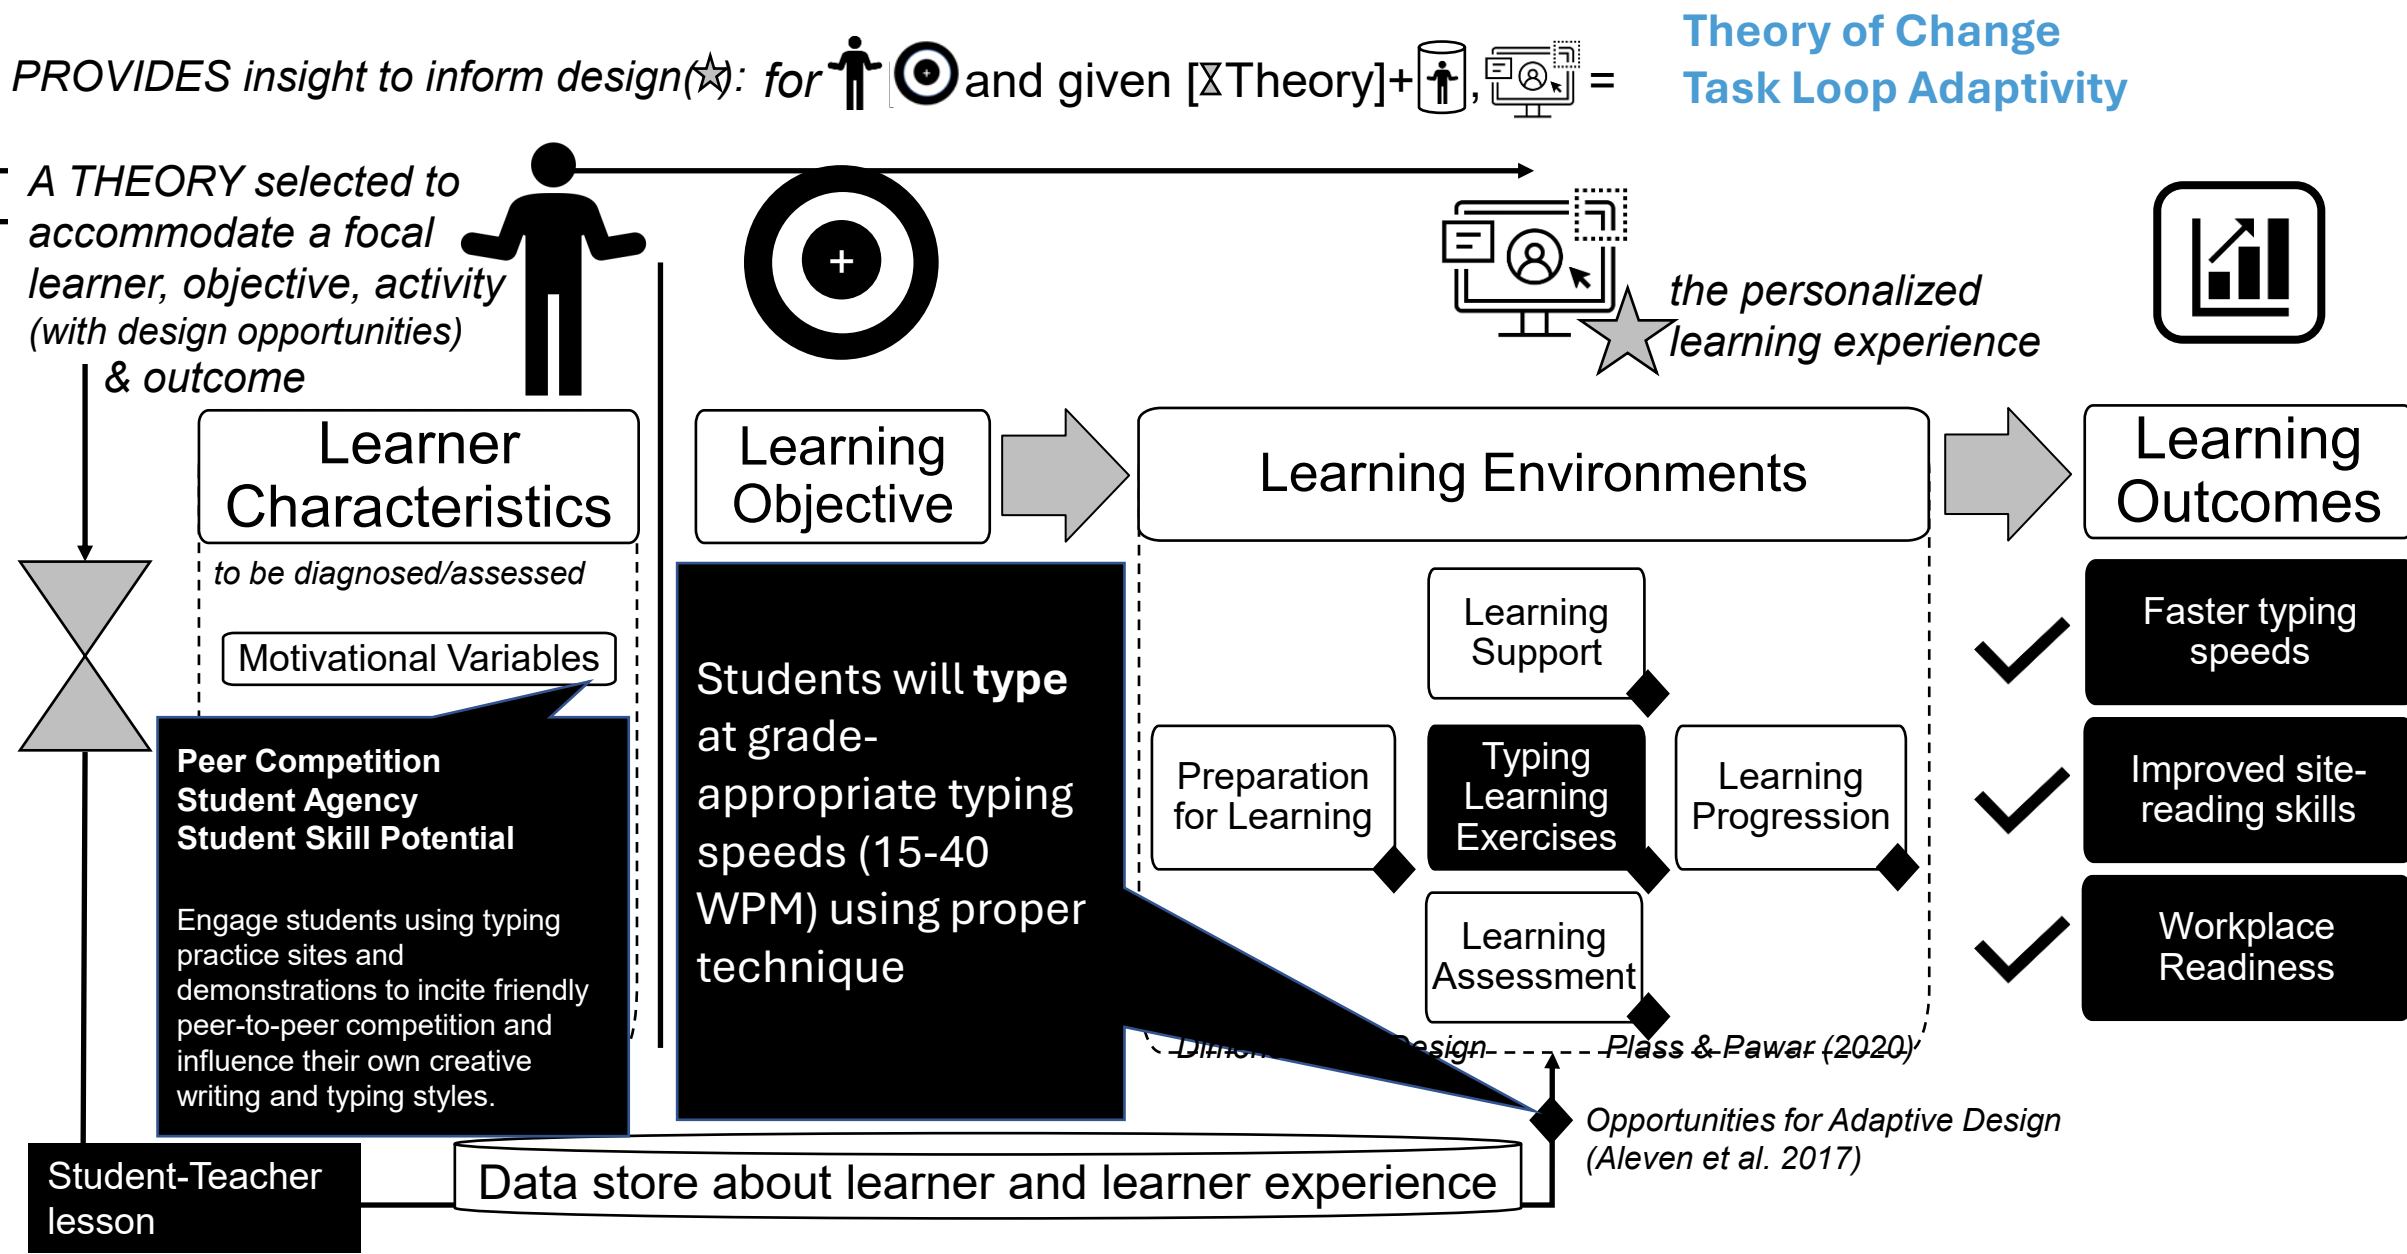 Theory of Change
Task Loop Adaptivity
PROVIDES insight to inform design( ): for and given [ Theory]+ , =
A THEORY selected to
accommodate a focal
learner, objective, activity
(with design opportunities)
& outcome
the personalized
learning experience
Learner
Characteristics
to be diagnosed/assessed
Motivational Variables
Peer Competition
Student Agency
Student Skill Potential
Engage students using typing
practice sites and
demonstrations to incite friendly
peer-to-peer competition and
influence their own creative
writing and typing styles.
Learning
Objective
Students will type
at grade-
appropriate typing
speeds (15-40
WPM) using proper
technique
Learning Environments
Learning
Support
Preparation
for Learning
Typing
Learning
Exercises
Learning
Progression
Learning
Assessment
Plass & Pawar (2020)
Learning
Outcomes
Faster typing
speeds
Improved site-
reading skills
Workplace
Readiness
Opportunities for Adaptive Design
(Aleven et al. 2017)
Student-Teacher
lesson
Data store about learner and learner experience